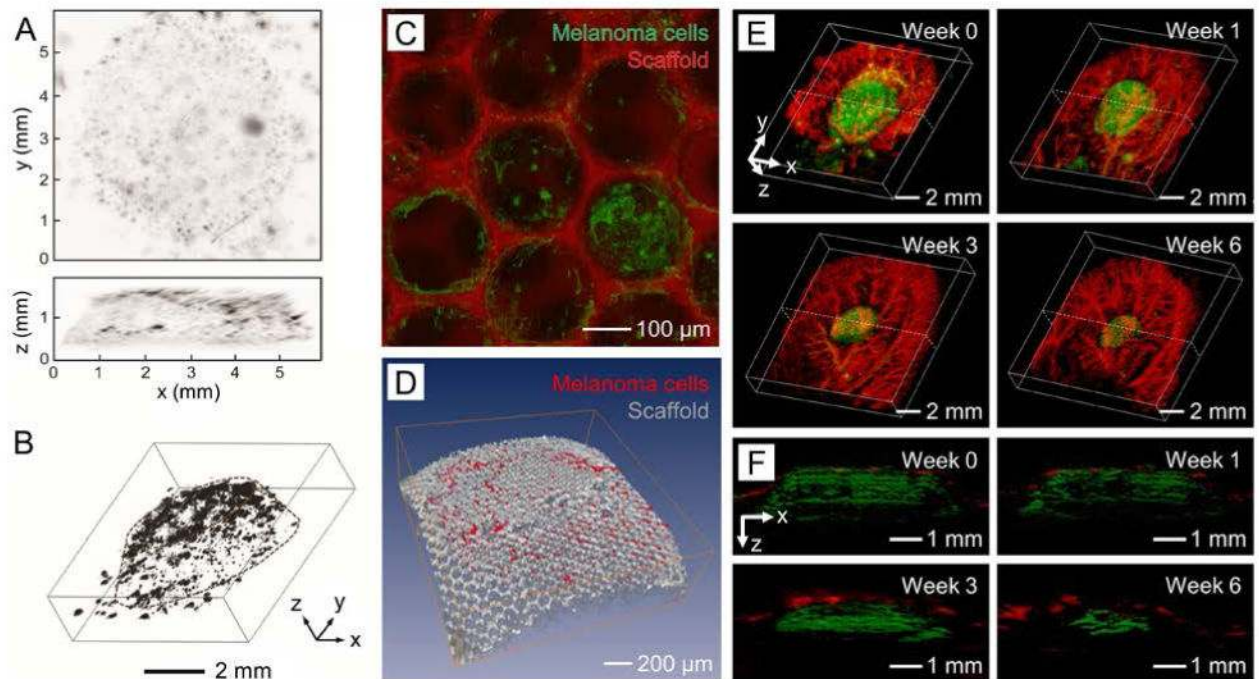 A
y (mm)
6
5
4
3
2
1
0
z (mm)
1
0
0 1 2 3 4 5
x (mm)
B
z y
x
2 mm
C
Melanoma cells
Scaffold
100 μm
D
Melanoma cells
Scaffold
200 μm
E
Week 0
y
x
z
2 mm
Week 1
2 mm
Week 3
2 mm
Week 6
2 mm
F
Week 0
x
z
1 mm
Week 1
1 mm
Week 3
1 mm
Week 6
1 mm